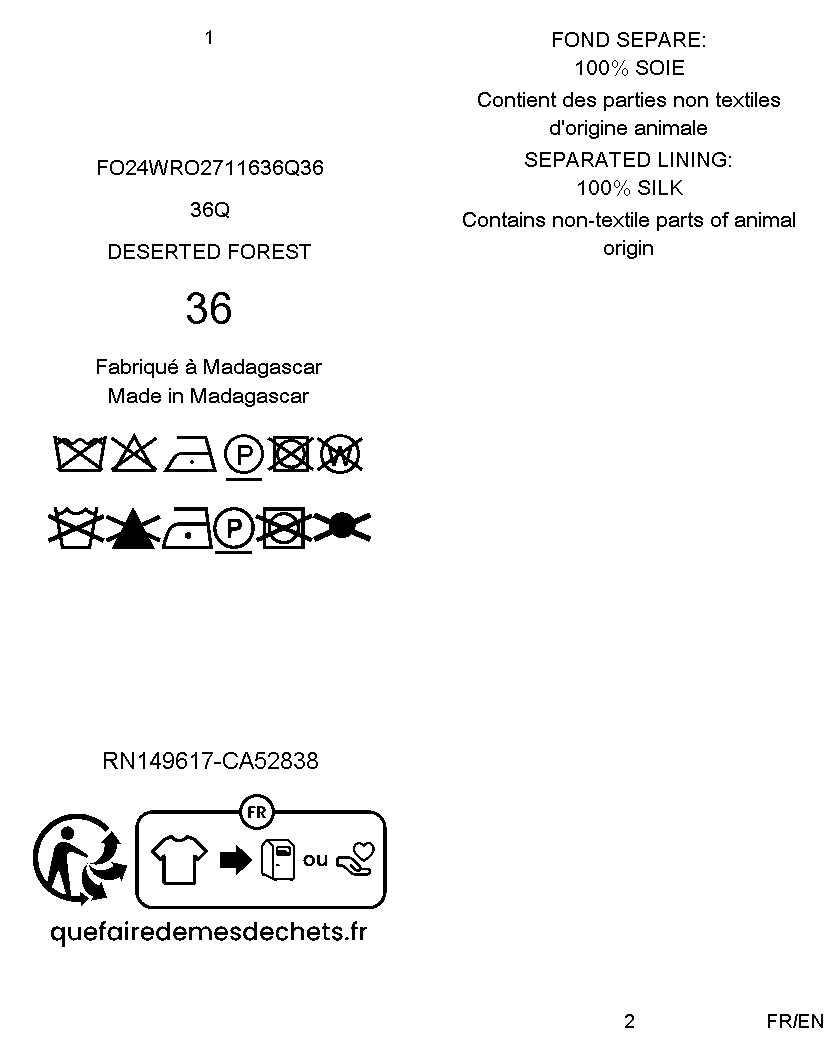 1
FO24WRO2711636Q36
36Q
DESERTED FOREST
36
Fabriqué à Madagascar
Made in Madagascar
P
W
P
RN149617-CA52838
FR
ou
quefairedemesdechets.fr
FOND SEPARE:
100% SOIE
Contient des parties non textiles
d'origine animale
SEPARATED LINING:
100% SILK
Contains non-textile parts of animal
origin
2
FR/EN